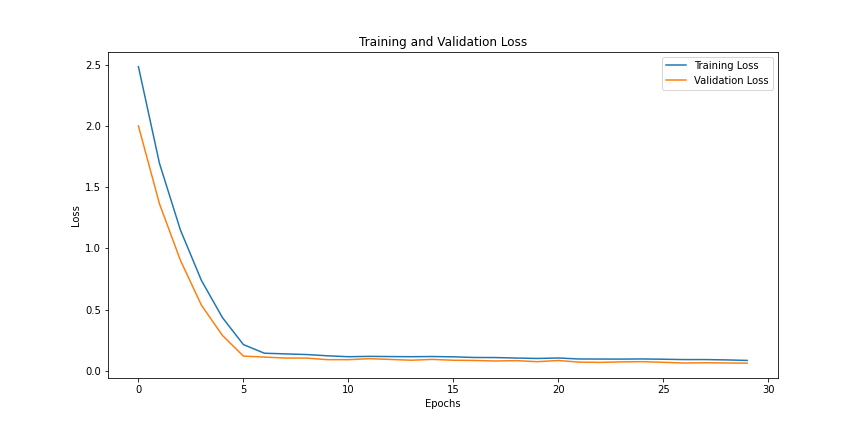 Training and Validation Loss
Training Loss
Validation Loss
2.5
2.0
1.5
1.0
0.5
0.0
Loss
0 5 10 15 20 25 30
Epochs